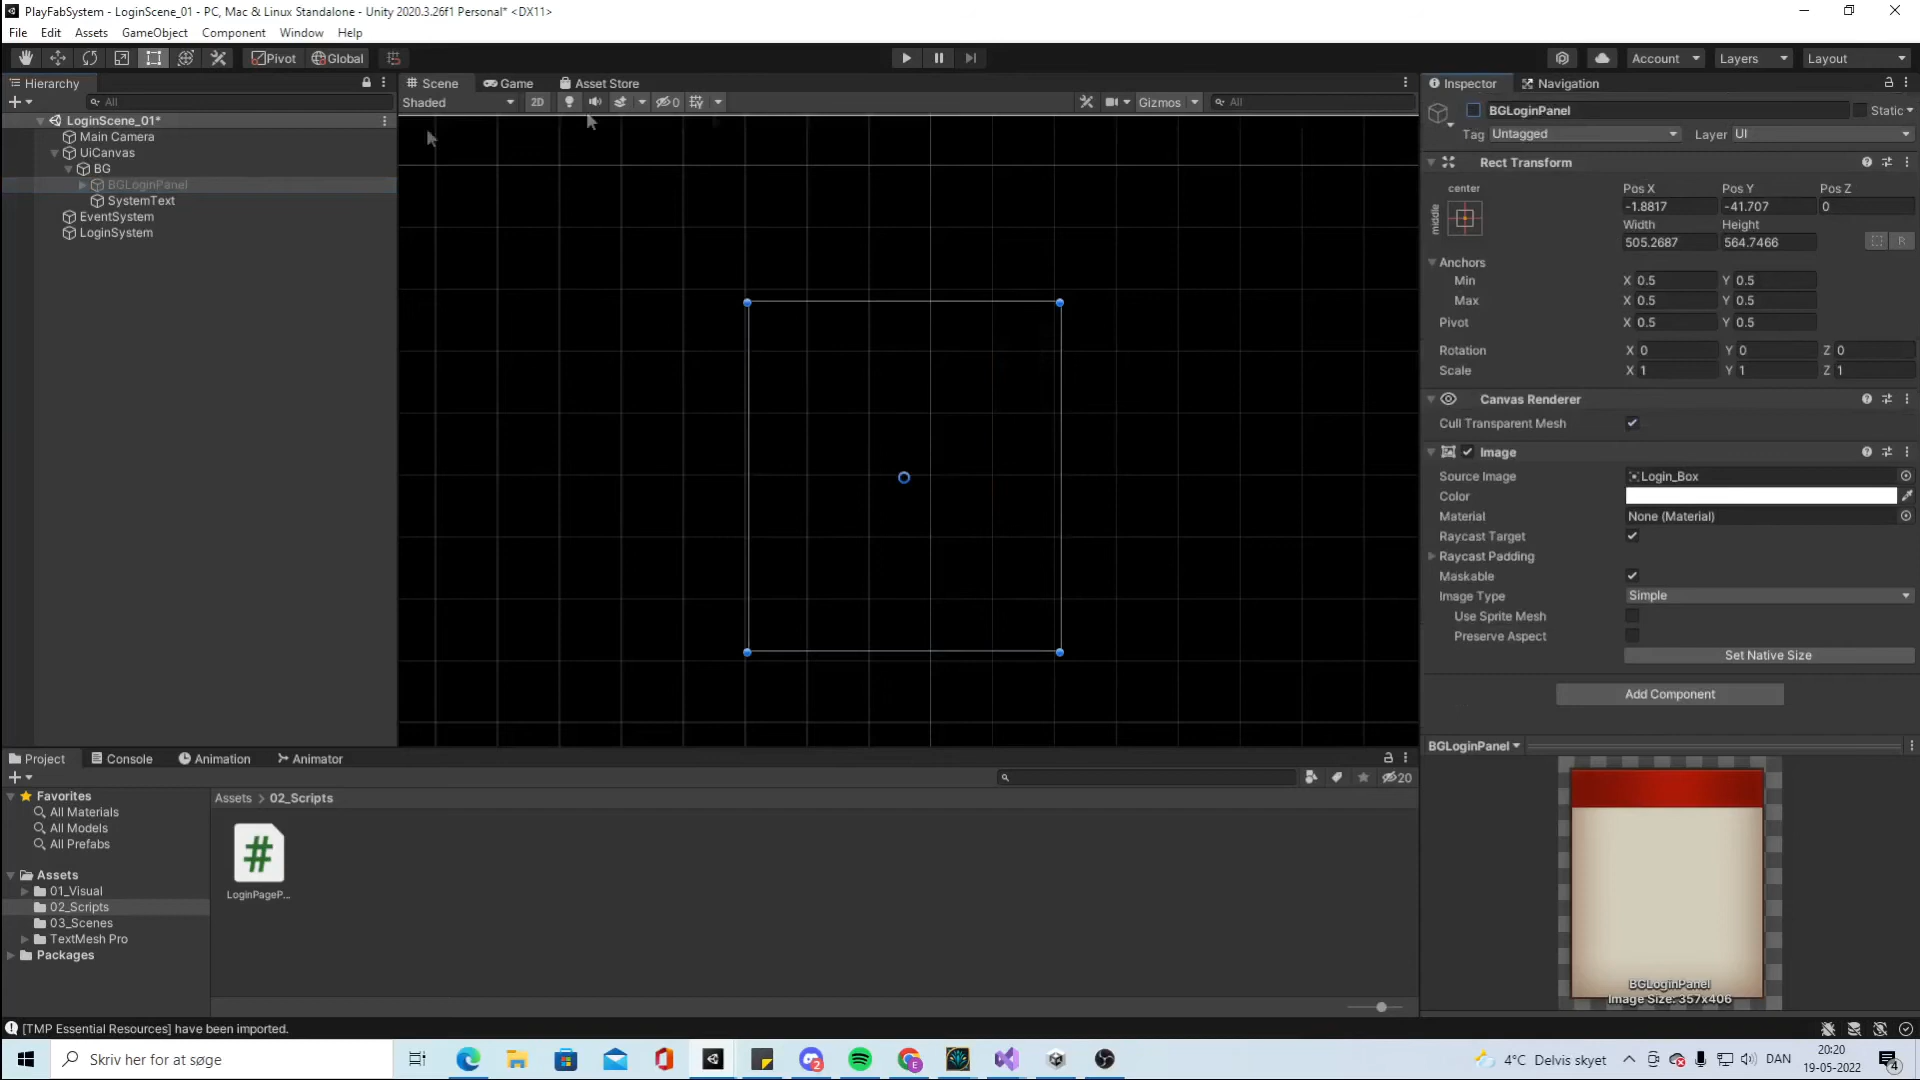 PlayFabSystem - LoginScene_01 - PC, Mac & Linux Standalone - Unity 2020.3.26f1 Personal* <DX11>
File Edit Assets GameObject Component Window Help
Pivot Global Account Layers Layout
Hierarchy
All
LoginScene_01*
Main Camera
UiCanvas
BG
BGLoginPanel
SystemText
EventSystem
LoginSystem
Scene Game Asset Store
Shaded 2D 0 Gizmos All
Inspector Navigation
BGLoginPanel Static
Tag Untagged Layer UI
Rect Transform
center
middle
Pos X Pos Y Pos Z
-1.8817 -41.707 0
Width Height
505.2687 564.7466 R
Anchors
Min X 0.5 Y 0.5
Max X 0.5 Y 0.5
Pivot X 0.5 Y 0.5
Rotation X 0 Y 0 Z 0
Scale X 1 Y 1 Z 1
Canvas Renderer
Cull Transparent Mesh
Image
Source Image Login_Box
Color
Material None (Material)
Raycast Target
Raycast Padding
Maskable
Image Type Simple
Use Sprite Mesh
Preserve Aspect
Set Native Size
Add Component
BGLoginPanel
BGLoginPanel
Image Size: 357x406
Project Console Animation Animator
20
Favorites
All Materials
All Models
All Prefabs
Assets
01_Visual
02_Scripts
03_Scenes
TextMesh Pro
Packages
Assets > 02_Scripts
#
LoginPageP...
[TMP Essential Resources] have been imported.
Skriv her for at søge
2
4°C Delvis skyet
DAN
20:20
19-05-2022
4